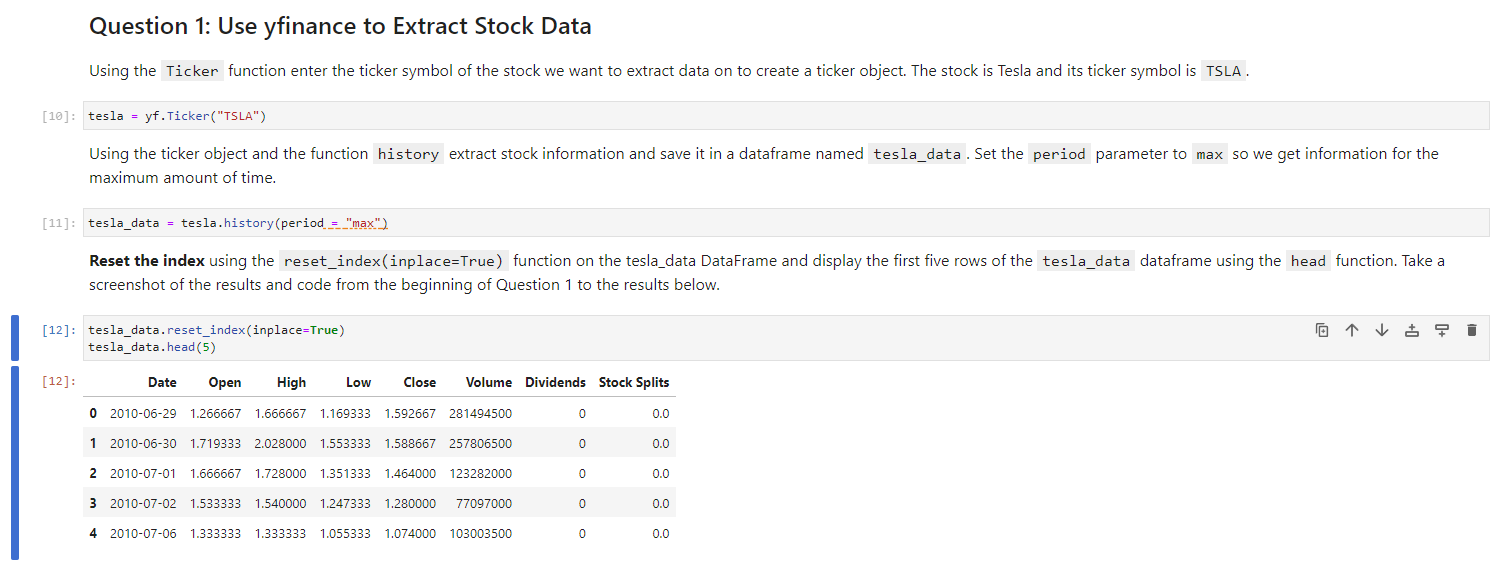 Question 1: Use yfinance to Extract Stock Data
Using the Ticker function enter the ticker symbol of the stock we want to extract data on to create a ticker object. The stock is Tesla and its ticker symbol is TSLA.
[10]: tesla = yf.Ticker("TSLA")
Using the ticker object and the function history extract stock information and save it in a dataframe named tesla_data. Set the period parameter to max so we get information for the
maximum amount of time.
[11]: tesla_data = tesla.history(period = "max")
Reset the index using the reset_index(inplace=True) function on the tesla_data DataFrame and display the first five rows of the tesla_data dataframe using the head function. Take a
screenshot of the results and code from the beginning of Question 1 to the results below.
[12]: tesla_data.reset_index(inplace=True)
tesla_data.head(5)
[12]: Date Open High Low Close Volume Dividends Stock Splits
0 2010-06-29 1.266667 1.666667 1.169333 1.592667 281494500 0 0.0
1 2010-06-30 1.719333 2.028000 1.553333 1.588667 257806500 0 0.0
2 2010-07-01 1.666667 1.728000 1.351333 1.464000 123282000 0 0.0
3 2010-07-02 1.533333 1.540000 1.247333 1.280000 77097000 0 0.0
4 2010-07-06 1.333333 1.333333 1.055333 1.074000 103003500 0 0.0